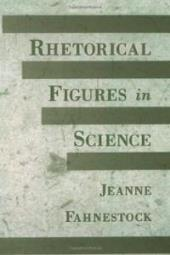 RHETORICAL
FIGURES in
SCIENCE
JEANNE
FAHNESTOCK